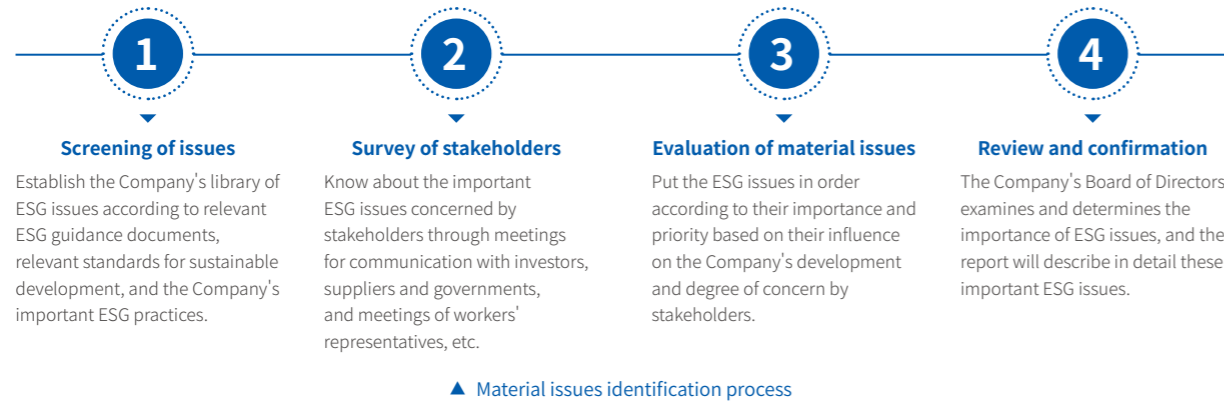 1
2
3
4
Screening of issues
Establish the Company's library of
ESG issues according to relevant
ESG guidance documents,
relevant standards for sustainable
development, and the Company's
important ESG practices.
Survey of stakeholders
Know about the important
ESG issues concerned by
stakeholders through meetings
for communication with investors,
suppliers and governments,
and meetings of workers'
representatives, etc.
Evaluation of material issues
Put the ESG issues in order
according to their importance and
priority based on their influence
on the Company's development
and degree of concern by
stakeholders.
Review and confirmation
The Company's Board of Directors
examines and determines the
importance of ESG issues, and the
report will describe in detail these
important ESG issues.
▲ Material issues identification process